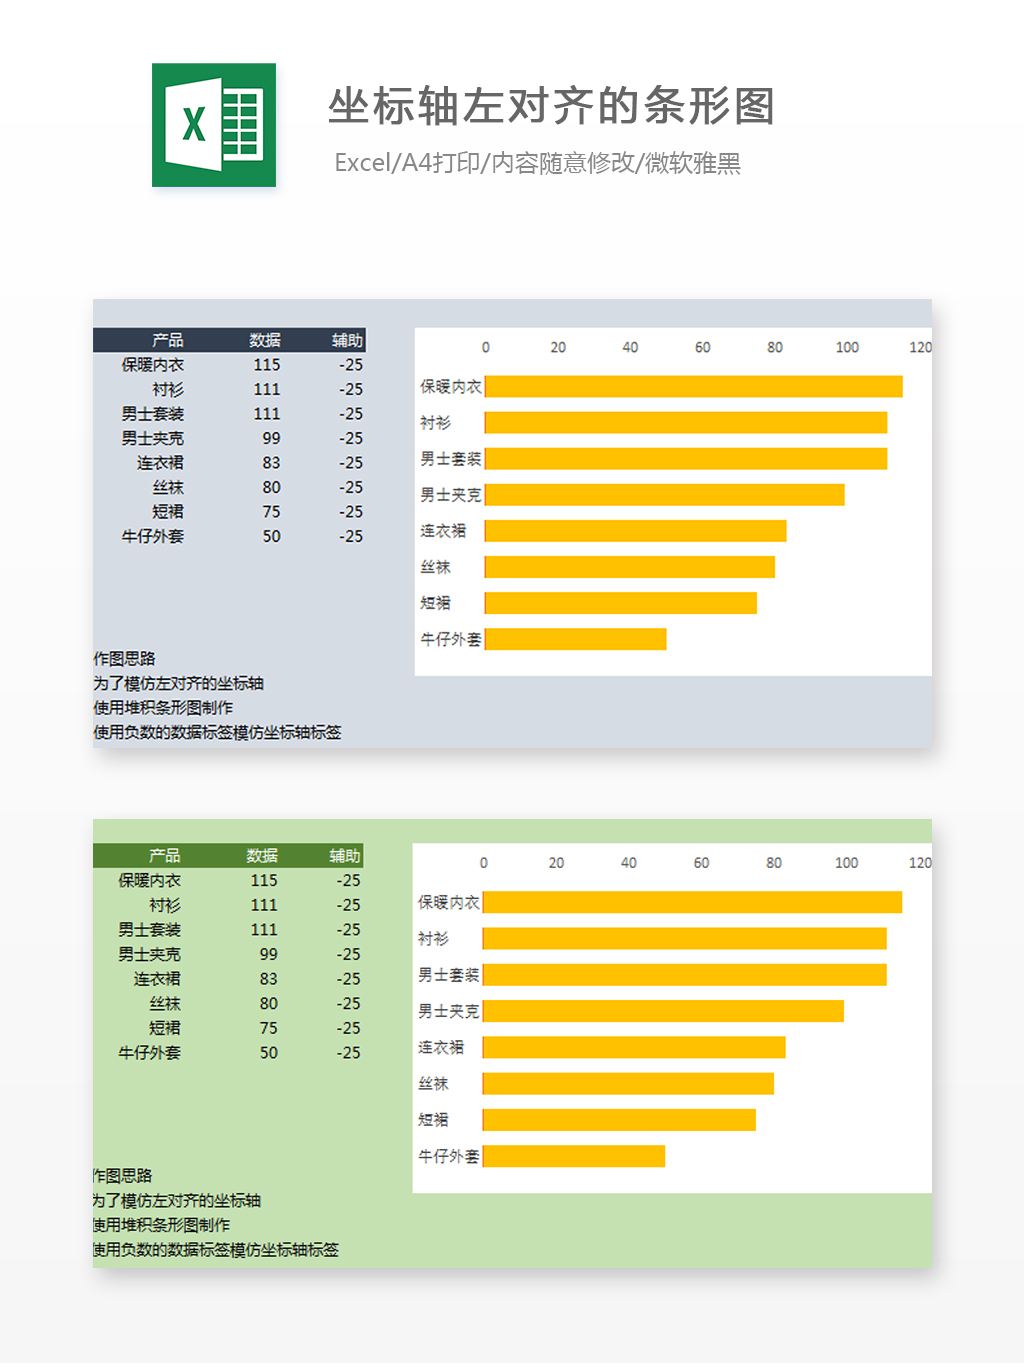 X
坐标轴左对齐的条形图
Excel/A4打印/内容随意修改/微软雅黑
产品 数据 辅助
保暖内衣 115 -25
衬衫 111 -25
男士套装 111 -25
男士夹克 99 -25
连衣裙 83 -25
丝袜 80 -25
短裙 75 -25
牛仔外套 50 -25
作图思路
为了模仿左对齐的坐标轴
使用堆积条形图制作
使用负数的数据标签模仿坐标轴标签
0 20 40 60 80 100 120
保暖内衣
衬衫
男士套装
男士夹克
连衣裙
丝袜
短裙
牛仔外套
产品 数据 辅助
保暖内衣 115 -25
衬衫 111 -25
男士套装 111 -25
男士夹克 99 -25
连衣裙 83 -25
丝袜 80 -25
短裙 75 -25
牛仔外套 50 -25
作图思路
为了模仿左对齐的坐标轴
使用堆积条形图制作
使用负数的数据标签模仿坐标轴标签
0 20 40 60 80 100 120
保暖内衣
衬衫
男士套装
男士夹克
连衣裙
丝袜
短裙
牛仔外套